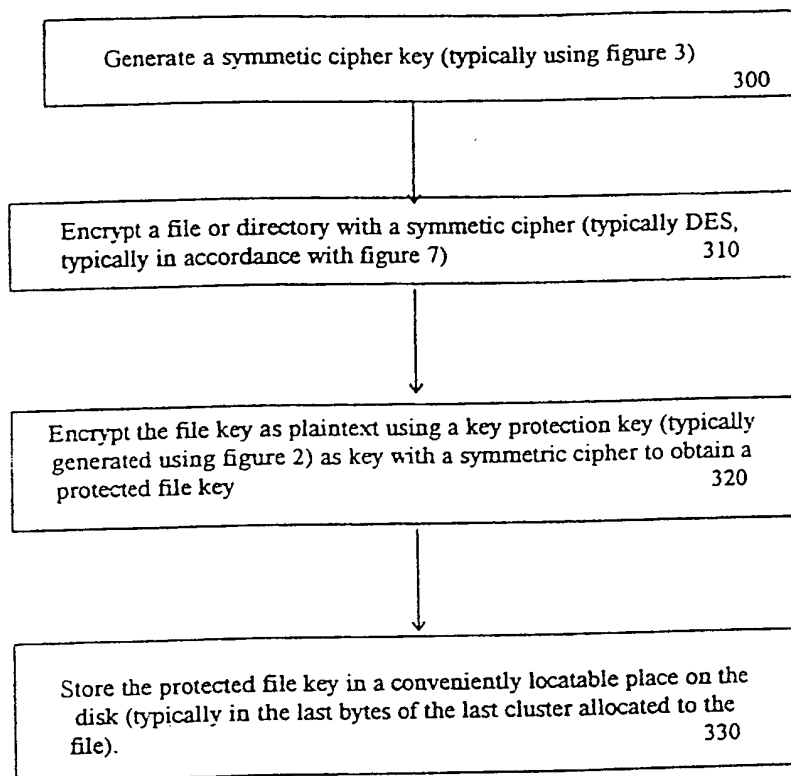 Generate a symmetic cipher key (typically using figure 3)
300
Encrypt a file or directory with a symmetic cipher (typically DES,
typically in accordance with figure 7) 310
Encrypt the file key as plaintext using a key protection key (typically
generated using figure 2) as key with a symmetric cipher to obtain a
protected file key 320
Store the protected file key in a conveniently locatable place on the
disk (typically in the last bytes of the last cluster allocated to the
file). 330